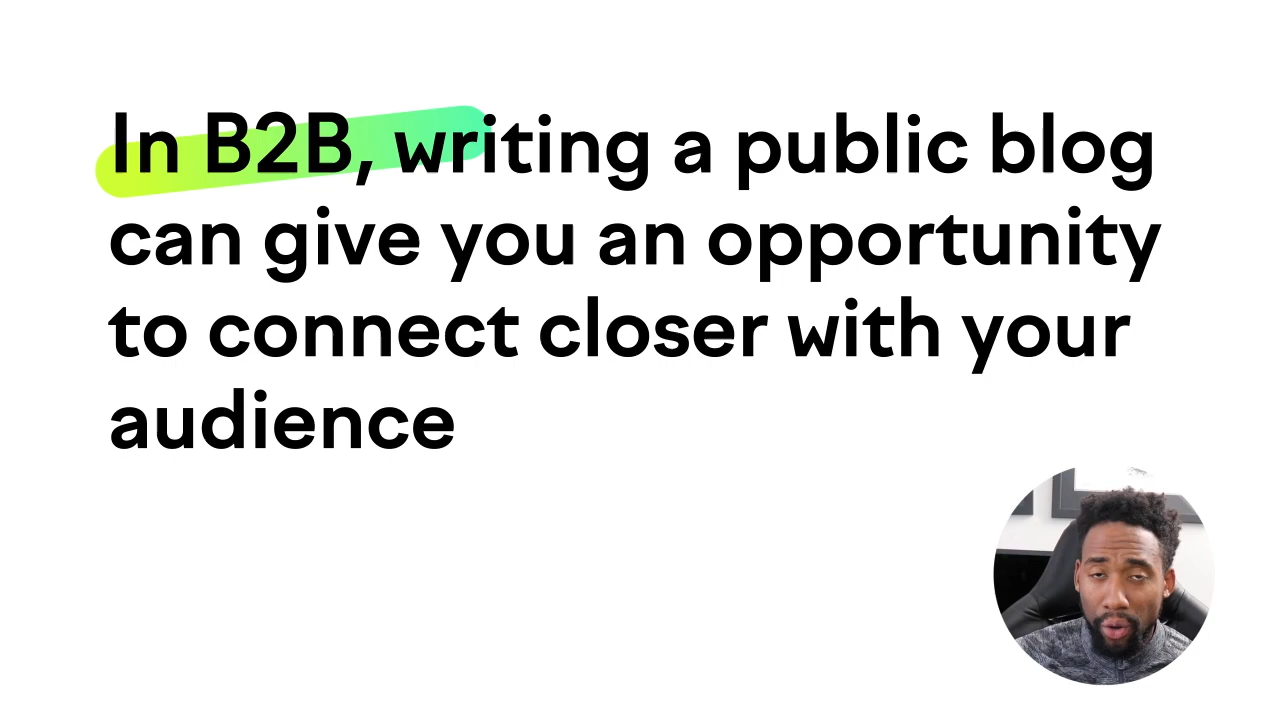 In B2B, writing a public blog
can give you an opportunity
to connect closer with your
audience